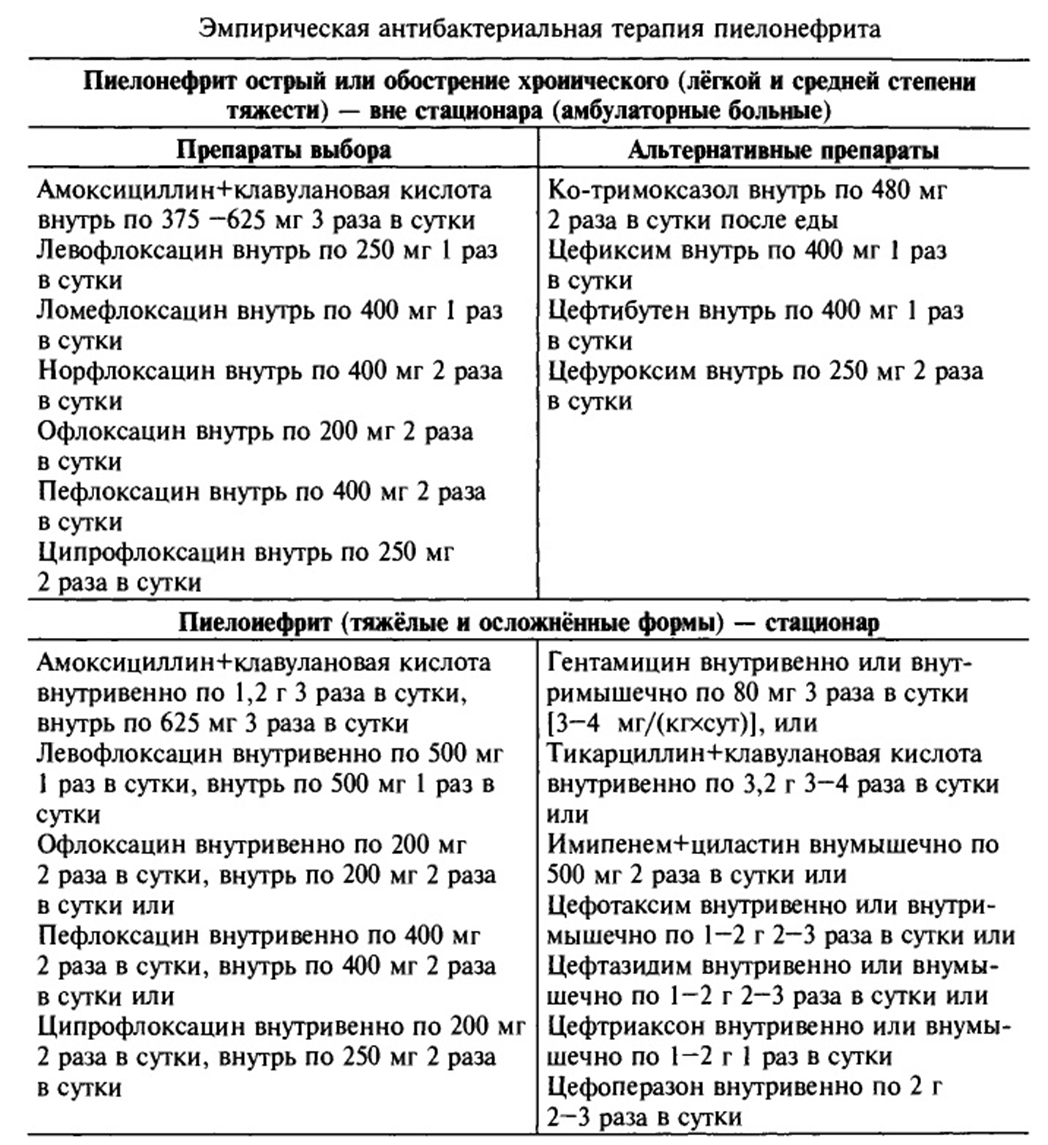 Эмпирическая антибактериальная терапия пиелонефрита
Пиелонефрит острый или обострение хронического (лёгкой и средней степени
тяжести) — вне стационара (амбулаторные больные)
Препараты выбора
Амоксициллин+клавулановая кислота
внутрь по 375 —625 мг 3 раза в сутки
Левофлоксацин внутрь по 250 мг 1 раз
в сутки
Ломефлоксацин внутрь по 400 мг 1 раз
в сутки
Норфлоксацин внутрь по 400 мг 2 раза
в сутки
Офлоксацин внутрь по 200 мг 2 раза
в сутки
Пефлоксацин внутрь по 400 мг 2 раза
в сутки
Ципрофлоксацин внутрь по 250 мг
2 раза в сутки
Альтернативные препараты
Ко-тримоксазол внутрь по 480 мг
2 раза в сутки после еды
Цефиксим внутрь по 400 мг 1 раз
в сутки
Цефтибутен внутрь по 400 мг 1 раз
в сутки
Цефуроксим внутрь по 250 мг 2 раза
в сутки
Пиелонефрит (тяжёлые и осложнённые формы) — стационар
Амоксициллин+клавулановая кислота
внутривенно по 1,2 г 3 раза в сутки,
внутрь по 625 мг 3 раза в сутки
Левофлоксацин внутривенно по 500 мг
1 раз в сутки, внутрь по 500 мг 1 раз в
сутки
Офлоксацин внутривенно по 200 мг
2 раза в сутки, внутрь по 200 мг 2 раза
в сутки или
Пефлоксацин внутривенно по 400 мг
2 раза в сутки, внутрь по 400 мг 2 раза
в сутки или
Ципрофлоксацин внутривенно по 200 мг
2 раза в сутки, внутрь по 250 мг 2 раза
в сутки
Гентамицин внутривенно или внут-
римышечно по 80 мг 3 раза в сутки
[3—4 мг/(кг×сут)], или
Тикарциллин+клавулановая кислота
внутривенно по 3,2 г 3—4 раза в сутки
или
Имипенем+циластин внумышечно по
500 мг 2 раза в сутки или
Цефотаксим внутривенно или внутри-
мышечно по 1—2 г 2—3 раза в сутки или
Цефтазидим внутривенно или внумы-
шечно по 1—2 г 2—3 раза в сутки или
Цефтриаксон внутривенно или внумы-
шечно по 1—2 г 1 раз в сутки
Цефоперазон внутривенно по 2 г
2—3 раза в сутки